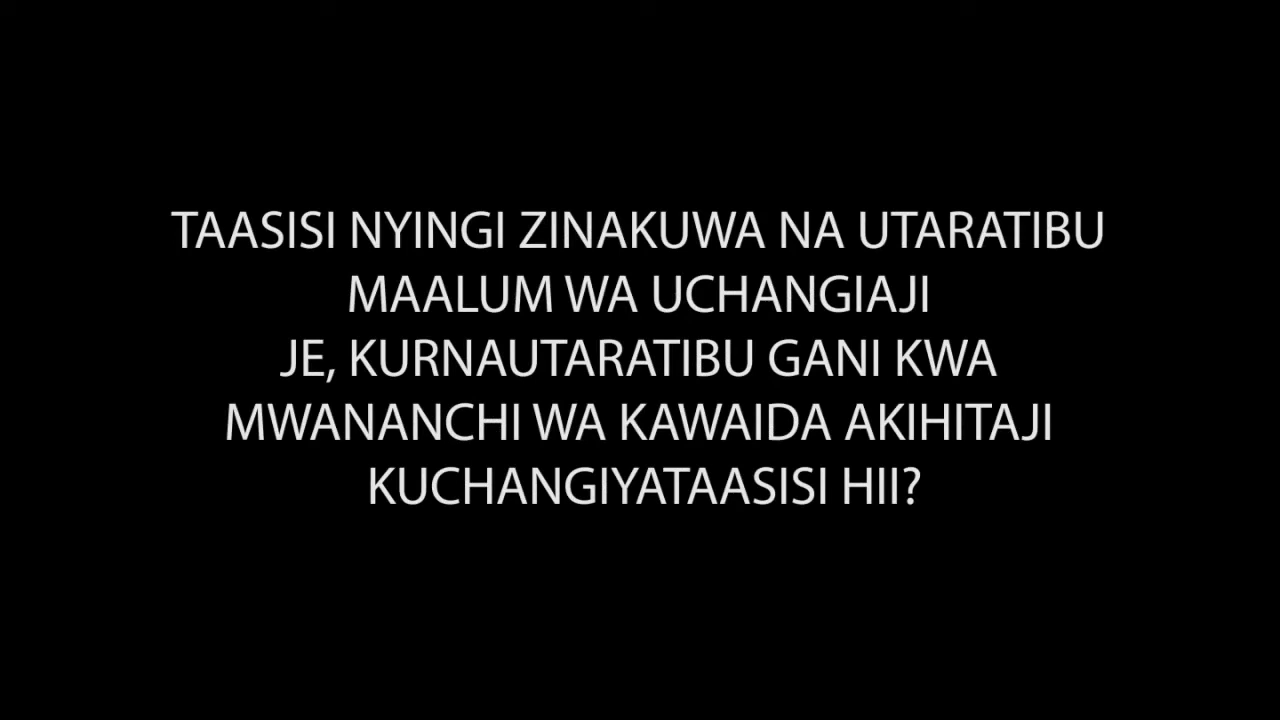 TAASISI NYINGI ZINAKUWA NA UTARATIBU
MAALUM WA UCHANGIAJI
JE, KURNAUTARATIBU GANI KWA
MWANANCHI WA KAWAIDA AKIHITAJI
KUCHANGIYATAASISI HII?